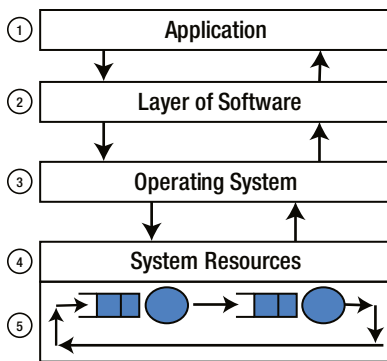 1 Application
2 Layer of Software
3 Operating System
4 System Resources
5